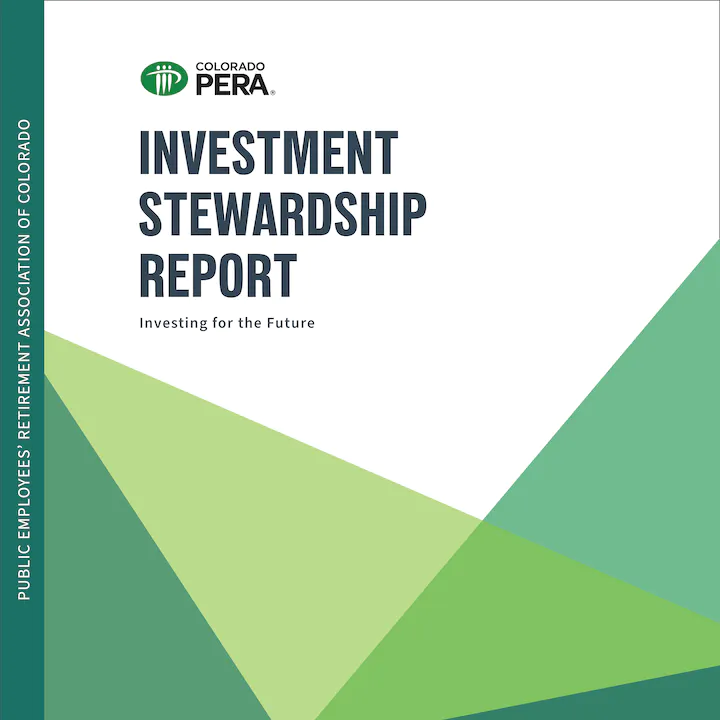 COLORADO
PERA®
INVESTMENT
STEWARDSHIP
REPORT
Investing for the Future
PUBLIC EMPLOYEES’ RETIREMENT ASSOCIATION OF COLORADO